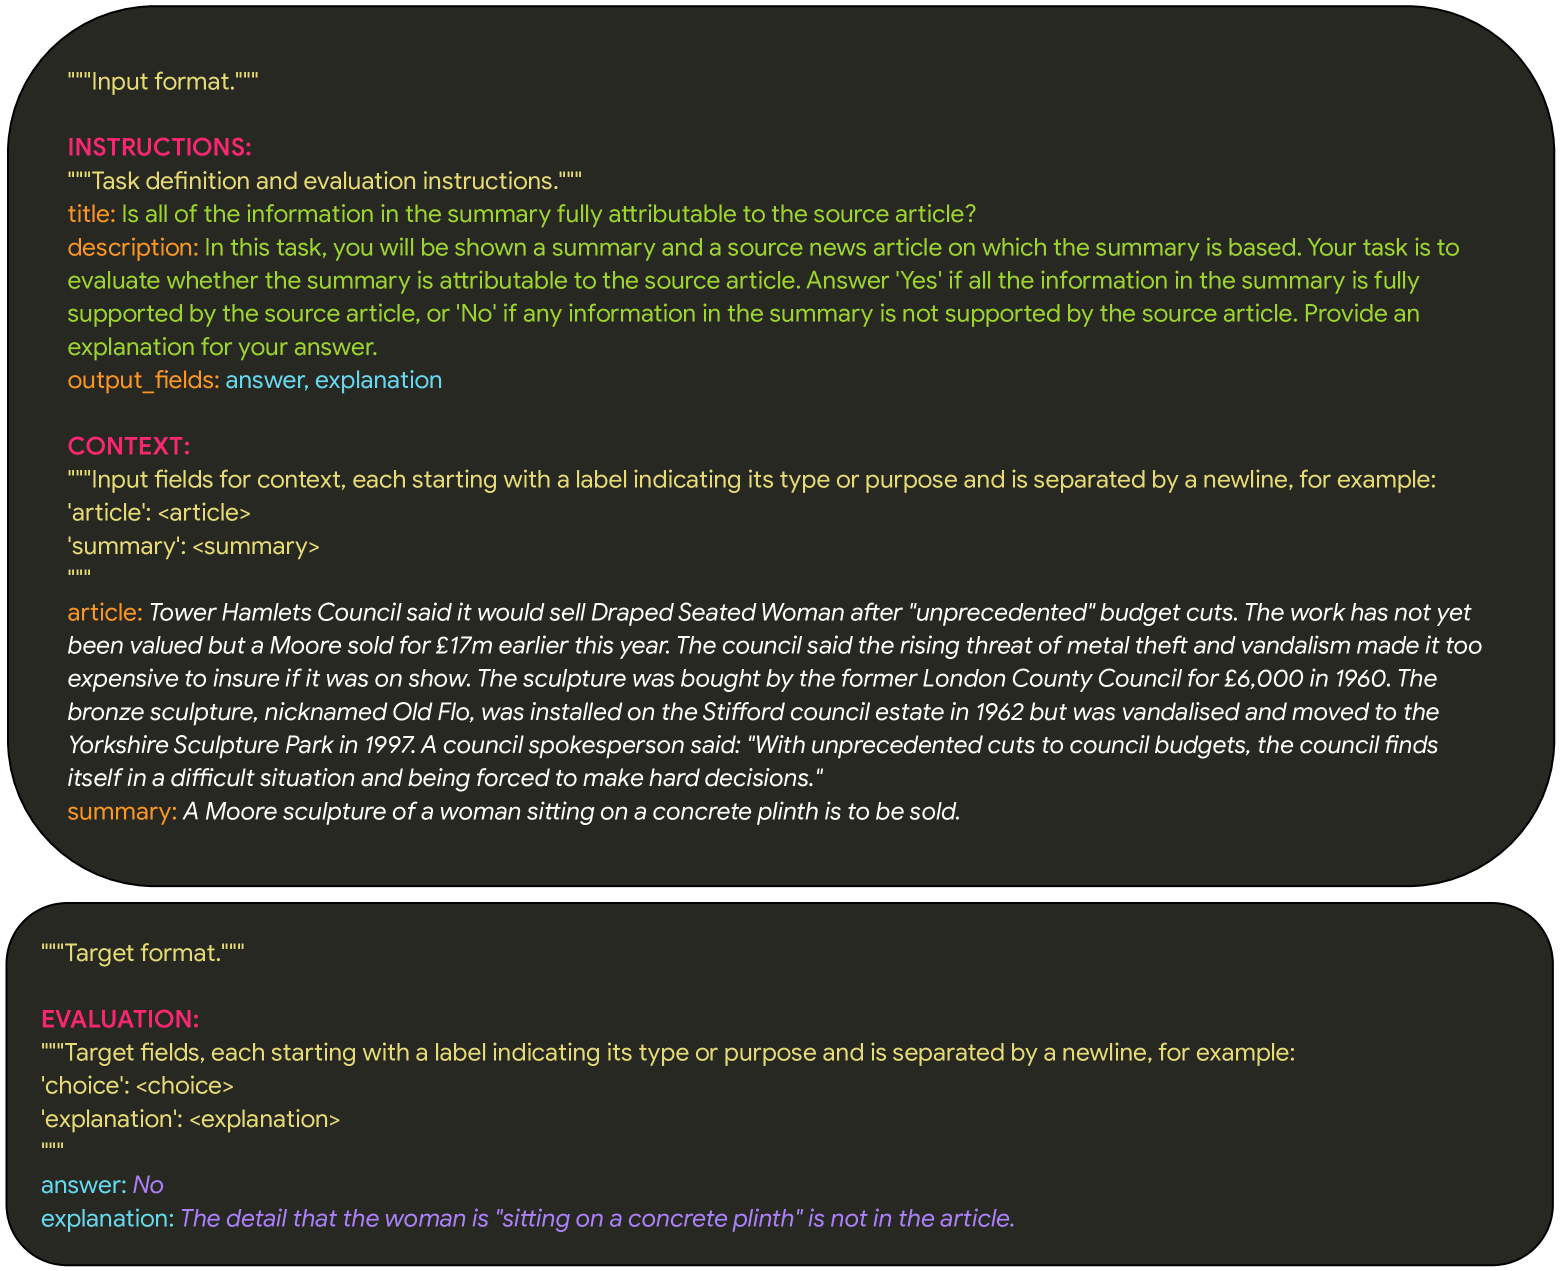 """Input format."""
INSTRUCTIONS:
"""Task definition and evaluation instructions."""
title: Is all of the information in the summary fully attributable to the source article?
description: In this task, you will be shown a summary and a source news article on which the summary is based. Your task is to
evaluate whether the summary is attributable to the source article. Answer 'Yes' if all the information in the summary is fully
supported by the source article, or 'No' if any information in the summary is not supported by the source article. Provide an
explanation for your answer.
output_fields: answer, explanation
CONTEXT:
"""Input fields for context, each starting with a label indicating its type or purpose and is separated by a newline, for example:
'article': <article>
'summary': <summary>
"""
article: Tower Hamlets Council said it would sell Draped Seated Woman after "unprecedented" budget cuts. The work has not yet
been valued but a Moore sold for £17m earlier this year. The council said the rising threat of metal theft and vandalism made it too
expensive to insure if it was on show. The sculpture was bought by the former London County Council for £6,000 in 1960. The
bronze sculpture, nicknamed Old Flo, was installed on the Stifford council estate in 1962 but was vandalised and moved to the
Yorkshire Sculpture Park in 1997. A council spokesperson said: "With unprecedented cuts to council budgets, the council finds
itself in a difficult situation and being forced to make hard decisions."
summary: A Moore sculpture of a woman sitting on a concrete plinth is to be sold.
"""Target format."""
EVALUATION:
"""Target fields, each starting with a label indicating its type or purpose and is separated by a newline, for example:
'choice': <choice>
'explanation': <explanation>
"""
answer: No
explanation: The detail that the woman is "sitting on a concrete plinth" is not in the article.